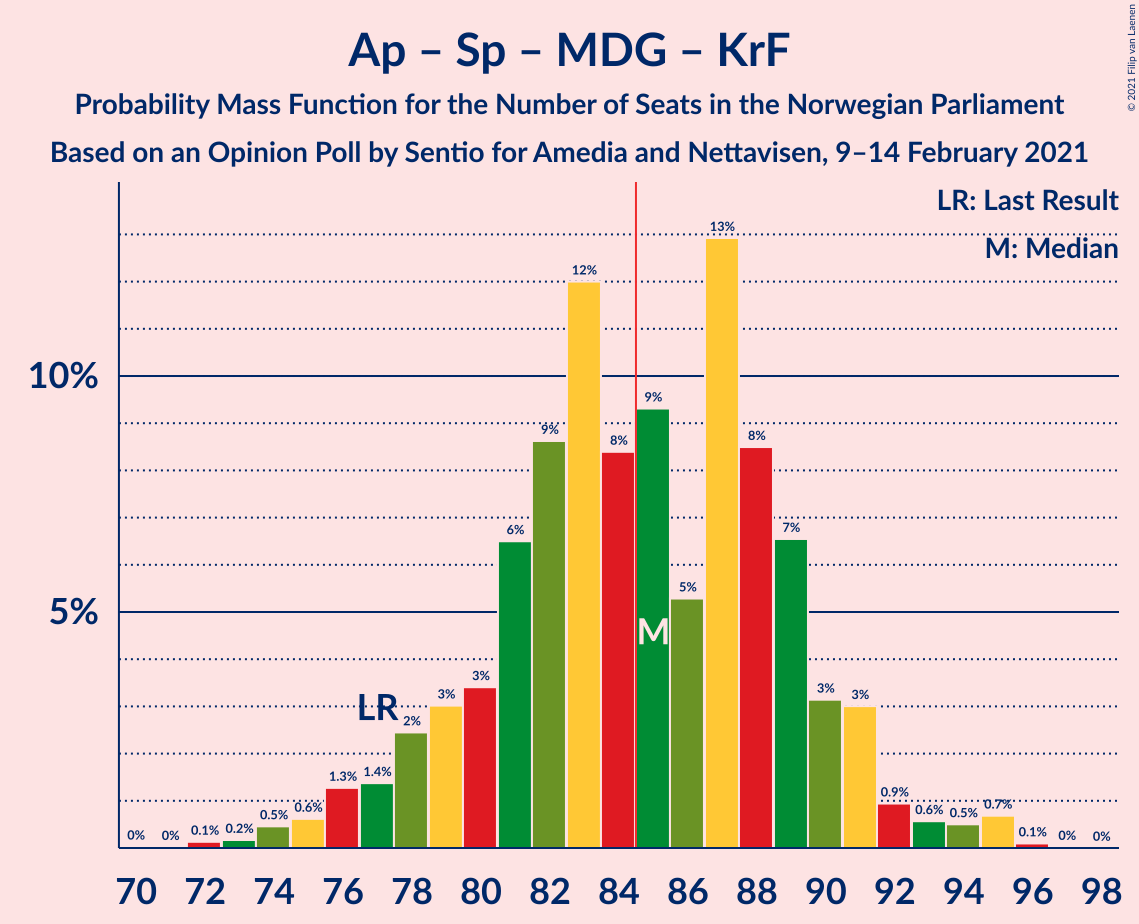 Ap – Sp – MDG – KrF
Probability Mass Function for the Number of Seats in the Norwegian Parliament
Based on an Opinion Poll by Sentio for Amedia and Nettavisen, 9–14 February 2021
© 2021 Filip van Laenen
LR: Last Result
M: Median
10%
5%
0% 0% 0.1% 0.2% 0.5% 0.6% 1.3% 1.4% 2% 3% 3% 6% 9% 12% 8% 9% 5% 13% 8% 7% 3% 3% 0.9% 0.6% 0.5% 0.7% 0.1% 0% 0%
LR
M
70 72 74 76 78 80 82 84 86 88 90 92 94 96 98